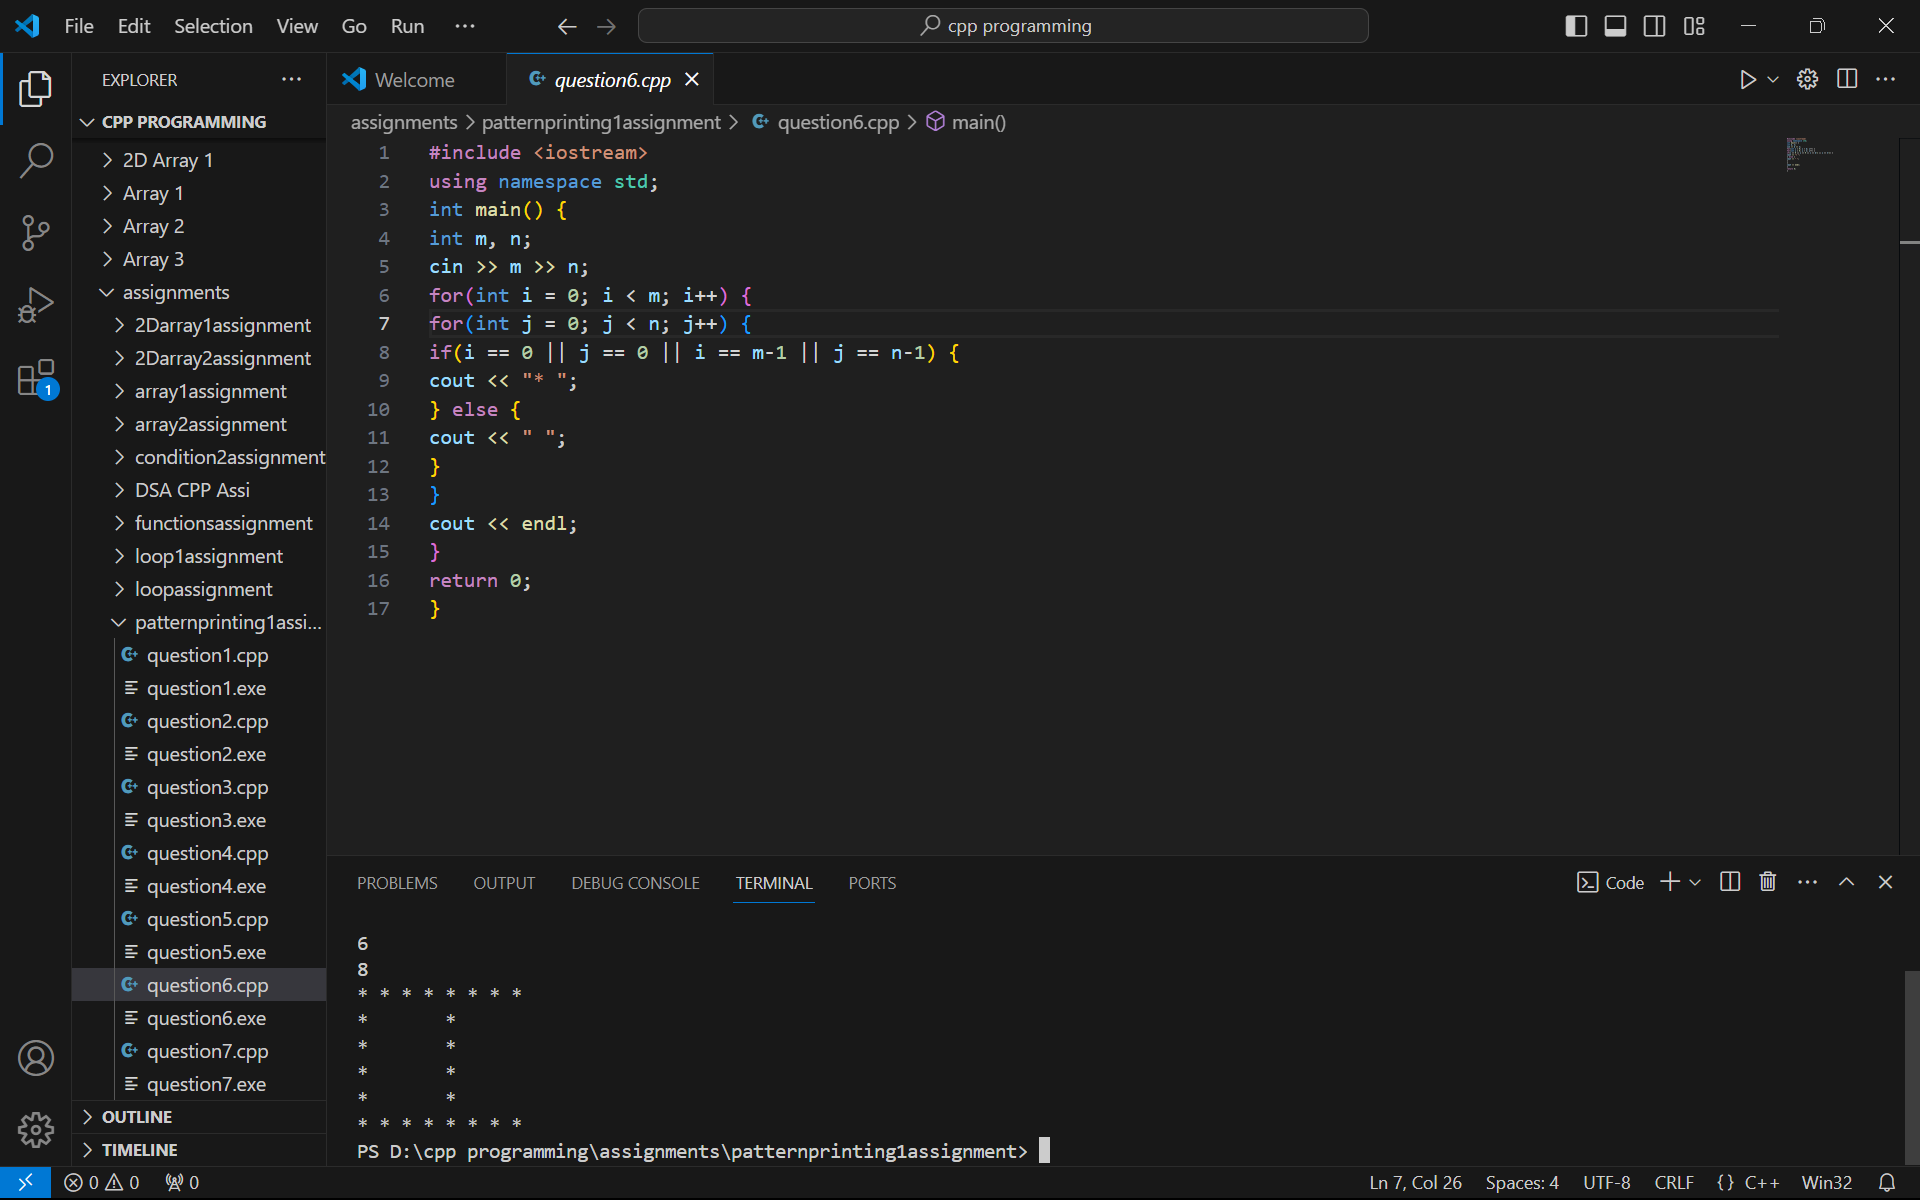 File Edit Selection View Go Run ··· cpp programming
EXPLORER ···
CPP PROGRAMMING
2D Array 1
Array 1
Array 2
Array 3
assignments
2Darray1assignment
2Darray2assignment
array1assignment
array2assignment
condition2assignment
DSA CPP Assi
functionsassignment
loop1assignment
loopassignment
patternprinting1assi...
question1.cpp
question1.exe
question2.cpp
question2.exe
question3.cpp
question3.exe
question4.cpp
question4.exe
question5.cpp
question5.exe
question6.cpp
question6.exe
question7.cpp
question7.exe
OUTLINE
TIMELINE
1
Welcome question6.cpp
assignments > patternprinting1assignment > question6.cpp > main()
1 #include <iostream>
2 using namespace std;
3 int main() {
4 int m, n;
5 cin >> m >> n;
6 for(int i = 0; i < m; i++) {
7 for(int j = 0; j < n; j++) {
8 if(i == 0 || j == 0 || i == m-1 || j == n-1) {
9 cout << "* ";
10 } else {
11 cout << " ";
12 }
13 }
14 cout << endl;
15 }
16 return 0;
17 }
PROBLEMS OUTPUT DEBUG CONSOLE TERMINAL PORTS Code
6
8
* * * * * * * *
*       *
*       *
*       *
*       *
* * * * * * * *
PS D:\cpp programming\assignments\patternprinting1assignment>
0 0 0 Ln 7, Col 26 Spaces: 4 UTF-8 CRLF {} C++ Win32